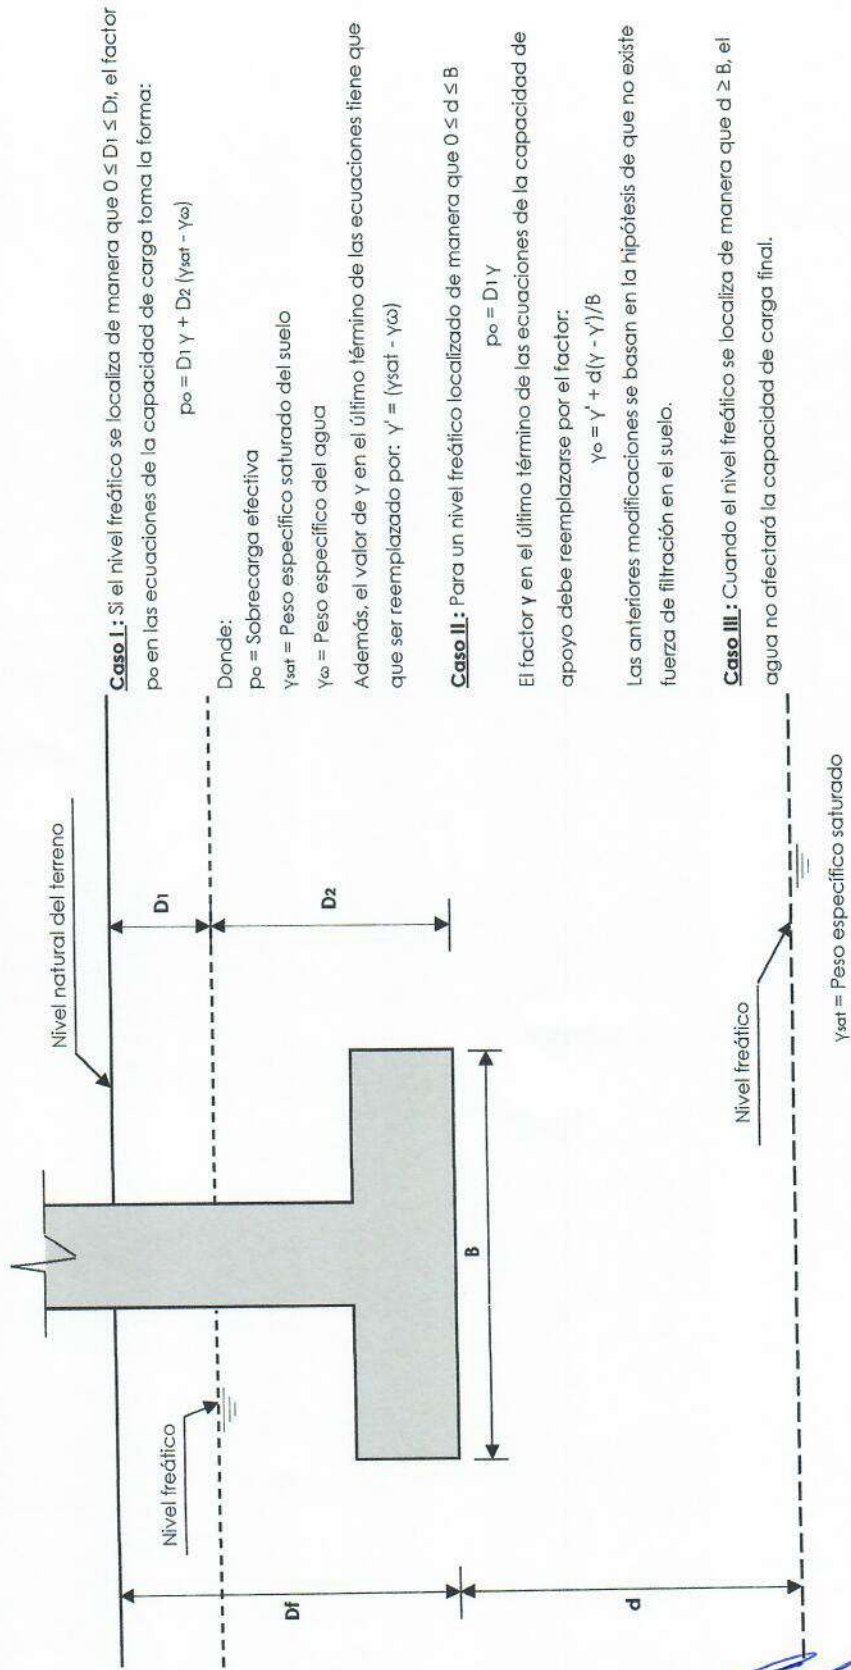 Nivel natural del terreno
Nivel freático
D1
D2
Df
B
d
Nivel freático
γsat = Peso específico saturado
Caso I : Si el nivel freático se localiza de manera que 0 ≤ D1 ≤ Df, el factor
po en las ecuaciones de la capacidad de carga toma la forma:
po = D1 γ + D2 (γsat - γω)
Donde:
po = Sobrecarga efectiva
γsat = Peso específico saturado del suelo
γω = Peso específico del agua
Además, el valor de γ en el último término de las ecuaciones tiene que
que ser reemplazado por: γ' = (γsat - γω)
Caso II : Para un nivel freático localizado de manera que 0 ≤ d ≤ B
po = D1 γ
El factor γ en el último término de las ecuaciones de la capacidad de
apoyo debe reemplazarse por el factor:
γo = γ' + d(γ - γ')/B
Las anteriores modificaciones se basan en la hipótesis de que no existe
fuerza de filtración en el suelo.
Caso III : Cuando el nivel freático se localiza de manera que d ≥ B, el
agua no afectará la capacidad de carga final.